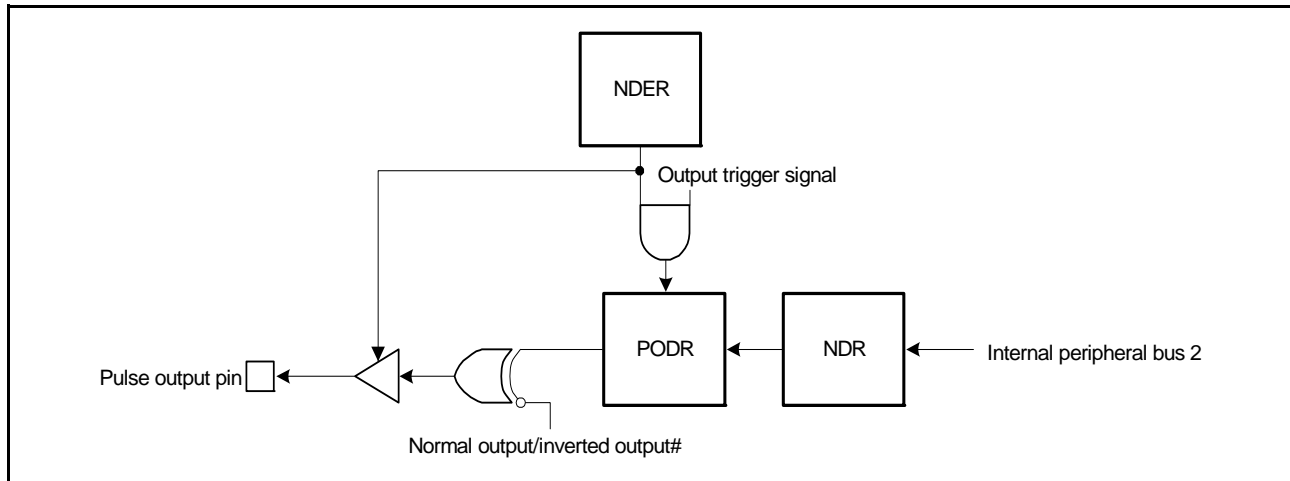 NDER
Output trigger signal
PODR
NDR
Internal peripheral bus 2
Pulse output pin
Normal output/inverted output#